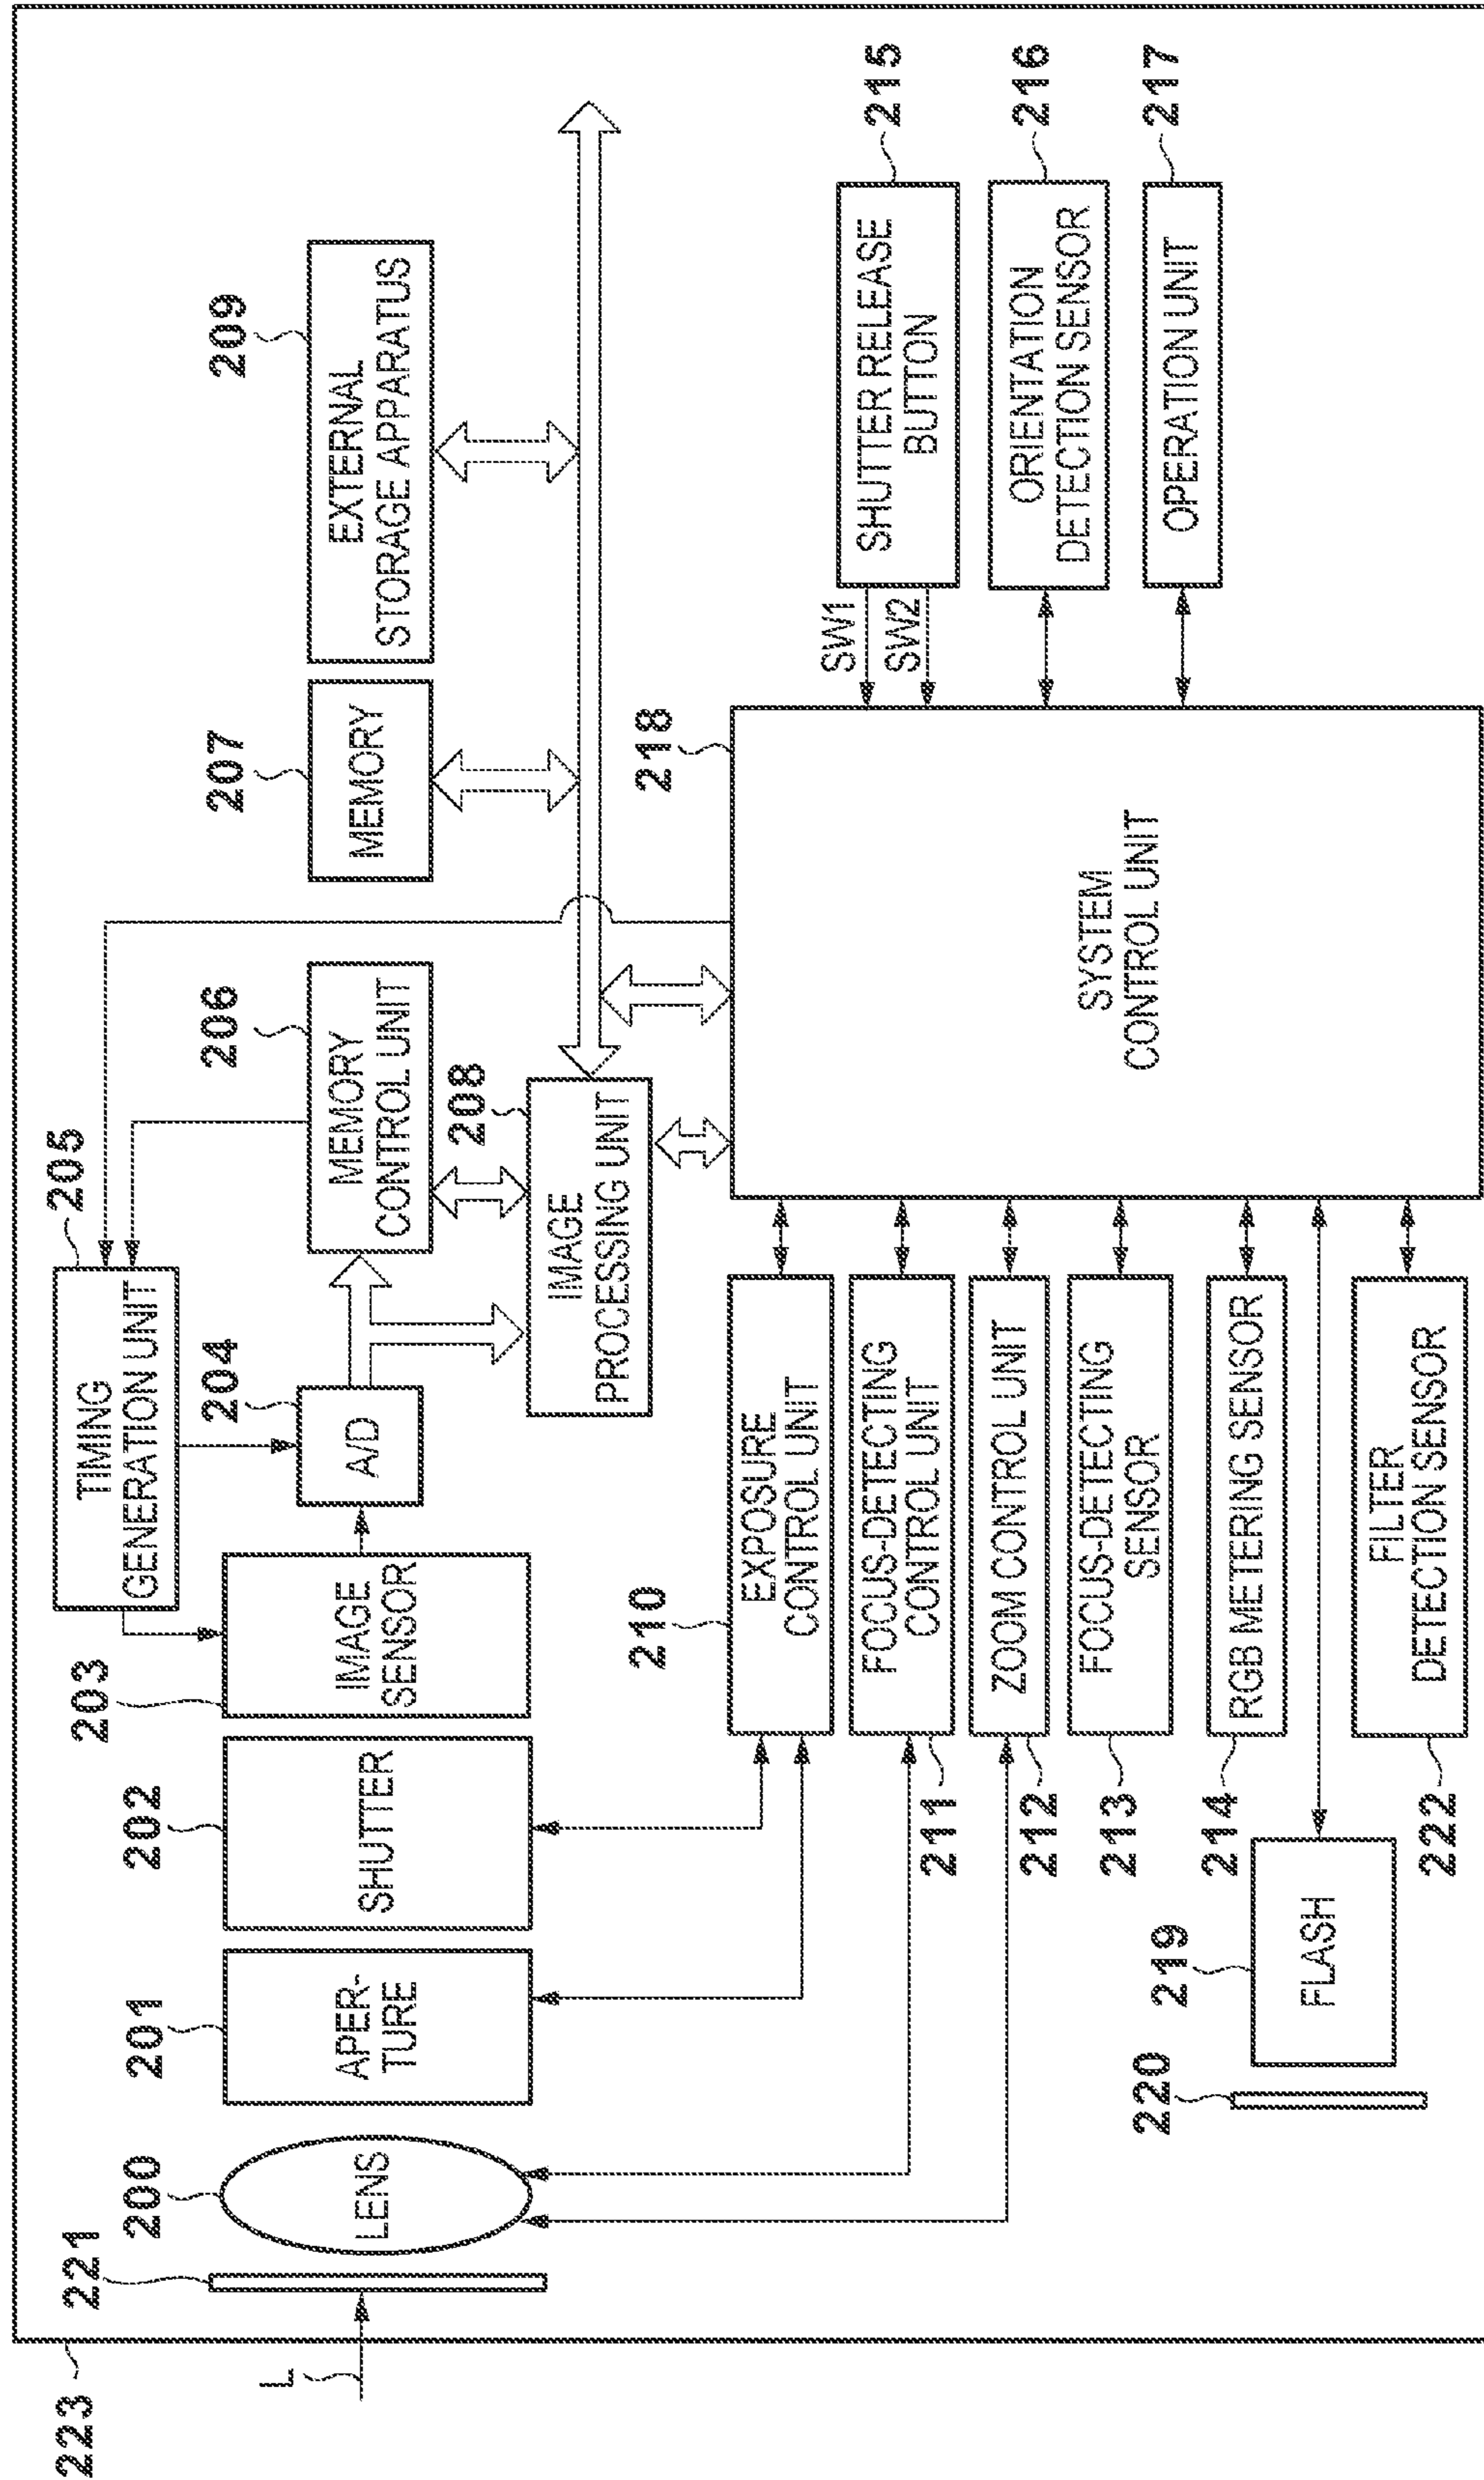 223
L
221
200
LENS
201
APER-
TURE
202
SHUTTER
203
IMAGE
SENSOR
205
TIMING
GENERATION UNIT
204
A/D
206
MEMORY
CONTROL UNIT
207
MEMORY
209
EXTERNAL
STORAGE APPARATUS
208
IMAGE
PROCESSING UNIT
210
EXPOSURE
CONTROL UNIT
211
FOCUS-DETECTING
CONTROL UNIT
212
ZOOM CONTROL UNIT
213
FOCUS-DETECTING
SENSOR
214
RGB METERING SENSOR
220
219
FLASH
222
FILTER
DETECTION SENSOR
218
SYSTEM
CONTROL UNIT
SW1
SW2
SHUTTER RELEASE
BUTTON
215
ORIENTATION
DETECTION SENSOR
216
OPERATION UNIT
217